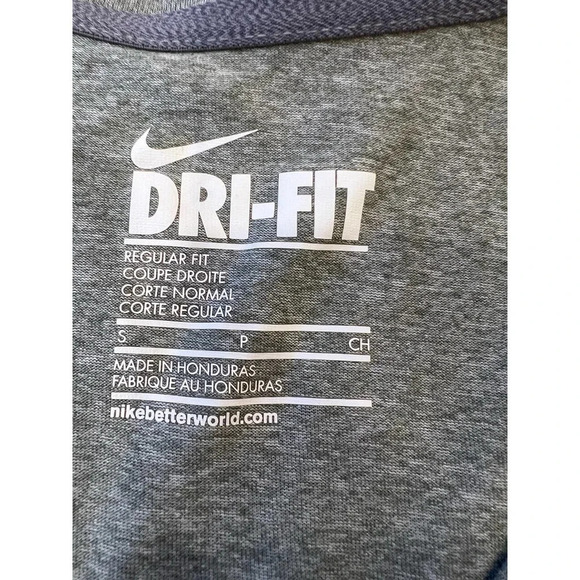 DRI-FIT
REGULAR FIT
COUPE DROITE
CORTE NORMAL
CORTE REGULAR
S P CH
MADE IN HONDURAS
FABRIQUE AU HONDURAS
nikebetterworld.com